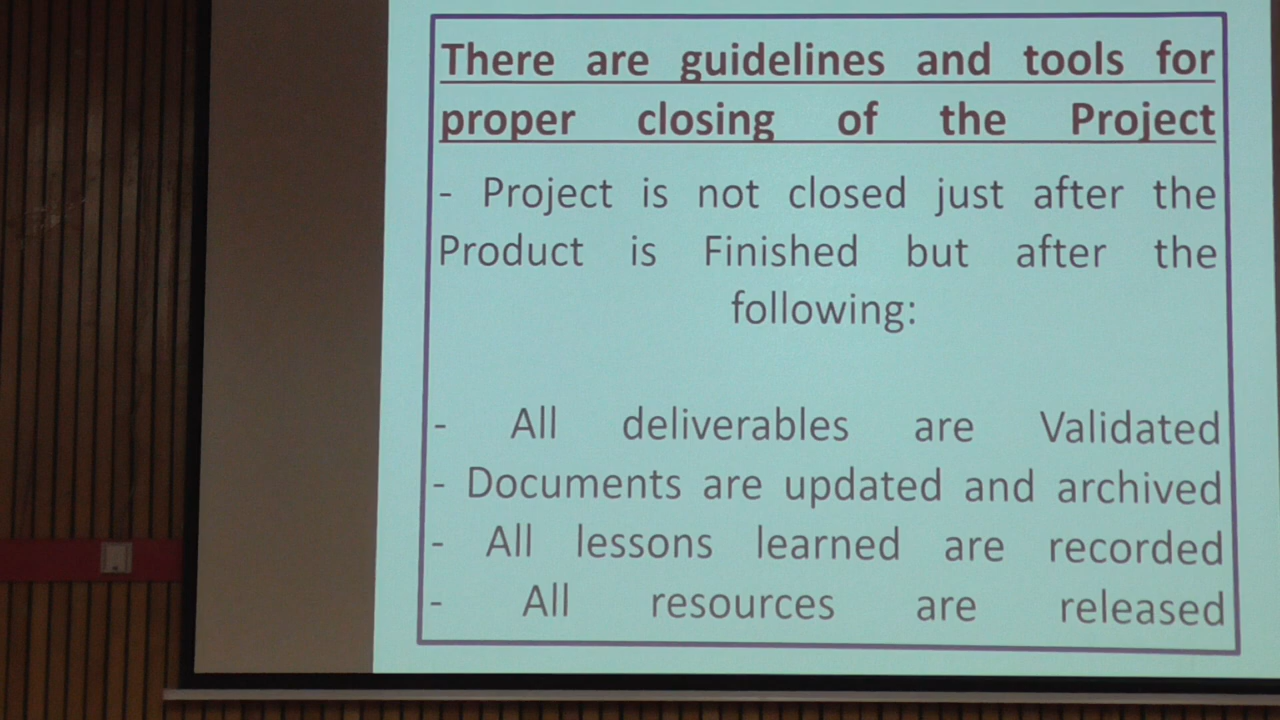 There are guidelines and tools for
proper closing of the Project
- Project is not closed just after the
Product is Finished but after the
following:
- All deliverables are Validated
- Documents are updated and archived
- All lessons learned are recorded
- All resources are released